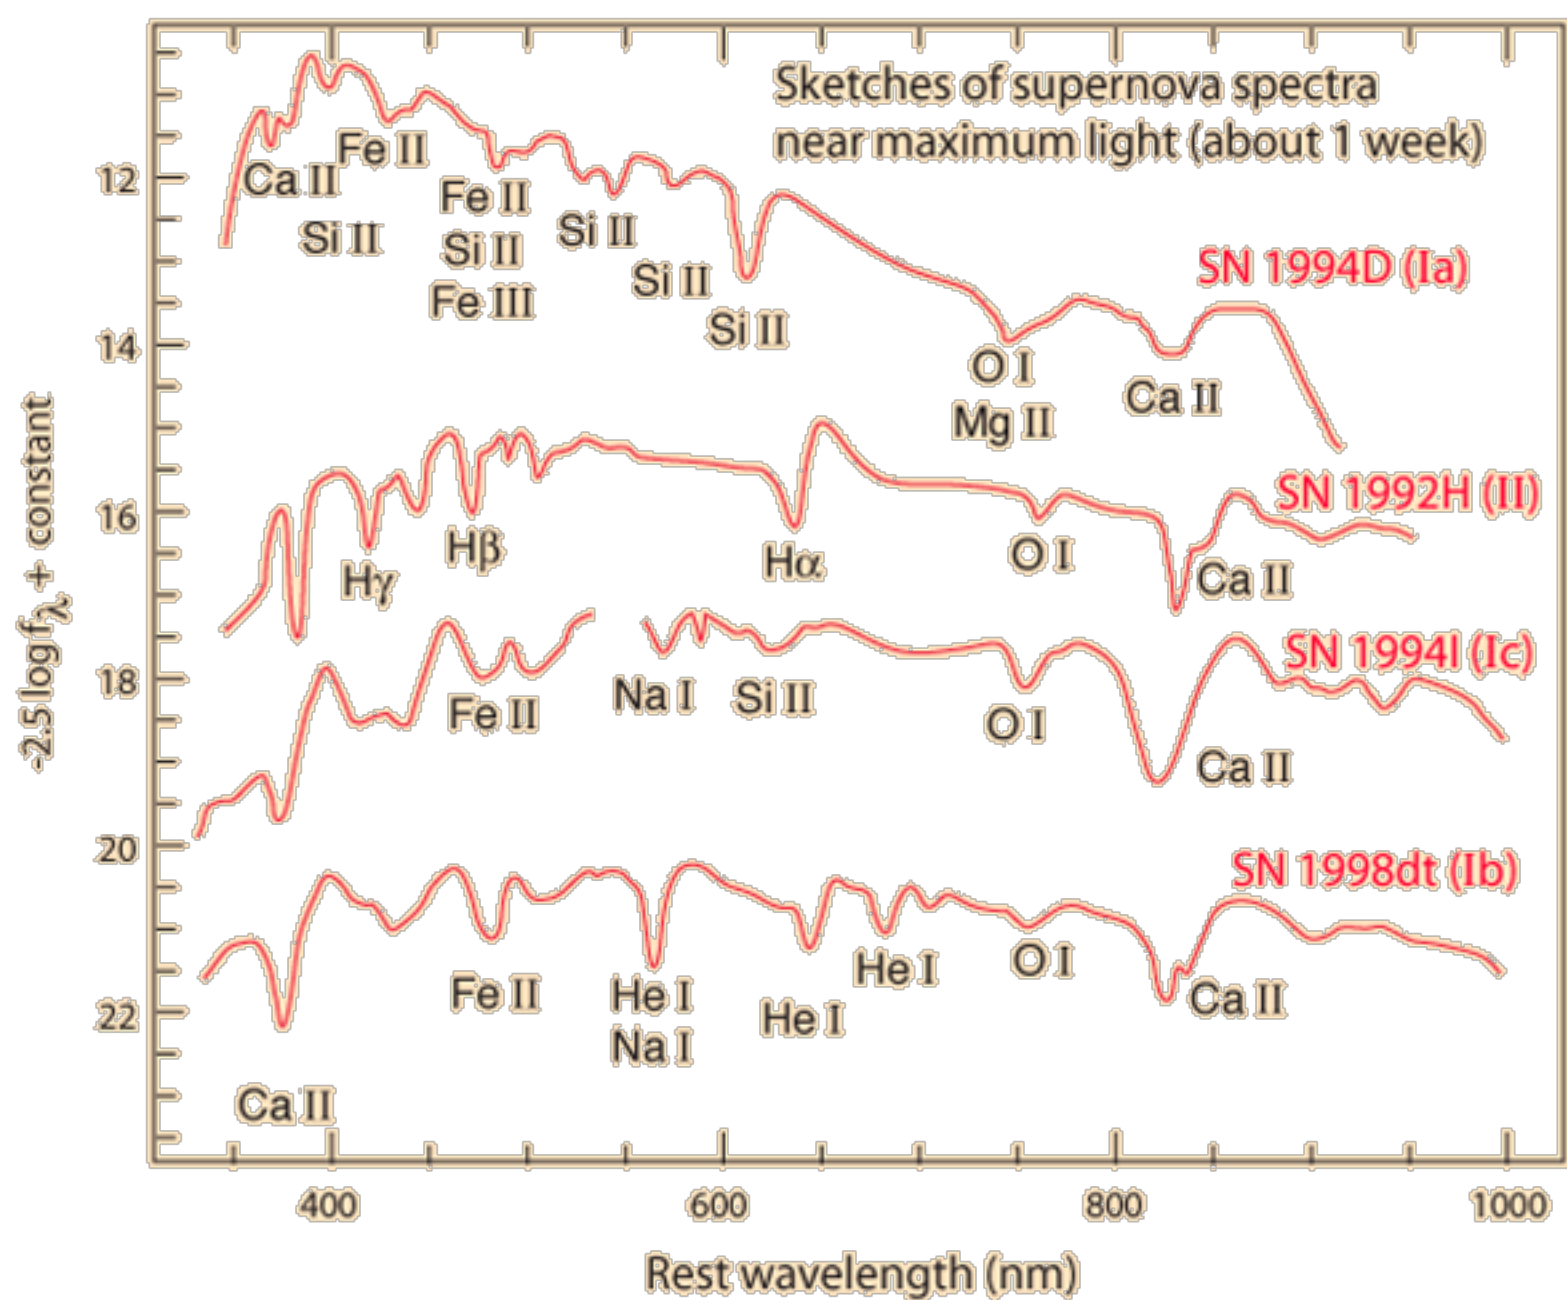 Sketches of supernova spectra
near maximum light (about 1 week)
-2.5 log fλ + constant
12
14
16
18
20
22
Ca II
Fe II
Si II
Fe II
Si II
Fe III
Si II
Si II
Si II
O I
Mg II
Ca II
SN 1994D (Ia)
Hγ
Hβ
Hα
O I
Ca II
SN 1992H (II)
Fe II
Na I
Si II
O I
Ca II
SN 1994I (Ic)
Ca II
Fe II
He I
Na I
He I
He I
O I
Ca II
SN 1998dt (Ib)
400
600
800
1000
Rest wavelength (nm)